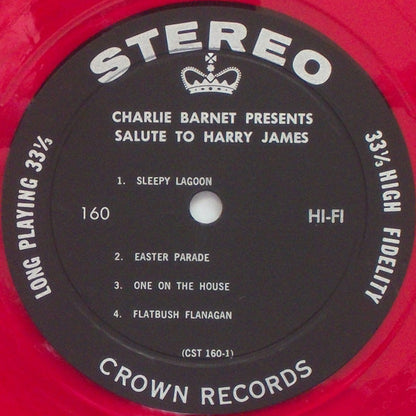 STEREO
CHARLIE BARNET PRESENTS
SALUTE TO HARRY JAMES
LONG PLAYING 33⅓
33⅓ HIGH FIDELITY
1. SLEEPY LAGOON
160
HI-FI
2. EASTER PARADE
3. ONE ON THE HOUSE
4. FLATBUSH FLANAGAN
(CST 160-1)
CROWN RECORDS